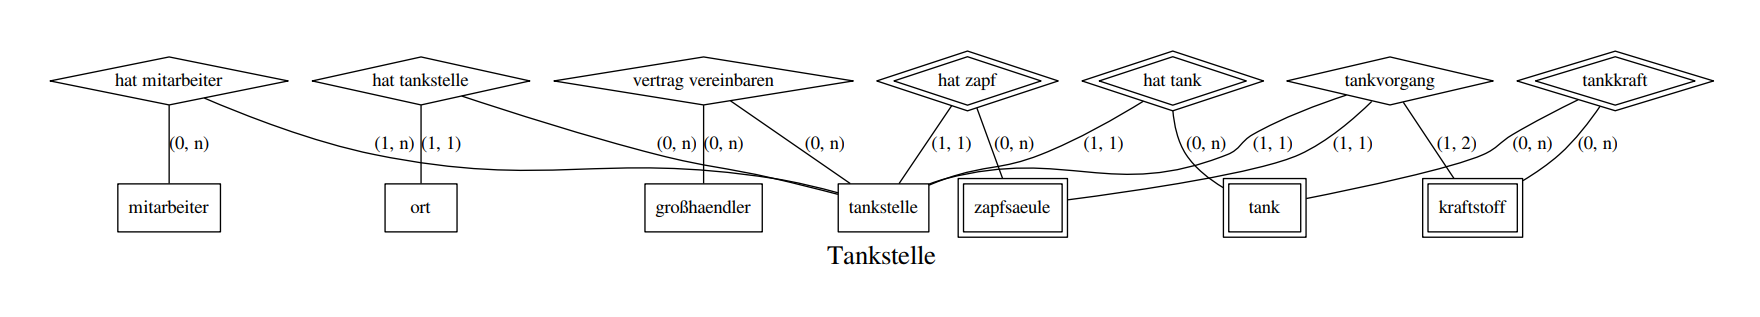 hat mitarbeiter hat tankstelle vertrag vereinbaren hat zapf hat tank tankvorgang tankkraft
(0, n) (1, n) (1, 1) (0, n) (0, n) (0, n) (1, 1) (0, n) (1, 1) (0, n) (1, 1) (1, 1) (1, 2) (0, n) (0, n)
mitarbeiter ort großhaendler tankstelle zapfsaeule tank kraftstoff
Tankstelle